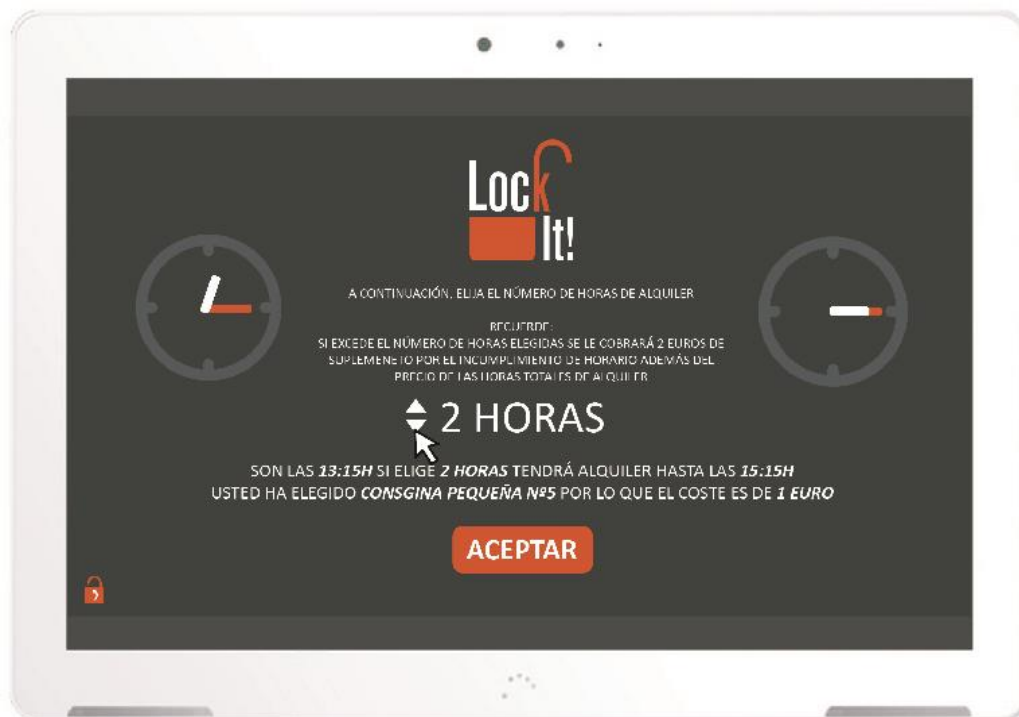 Lock
It!
A CONTINUACIÓN, ELIJA EL NÚMERO DE HORAS DE ALQUILER
RECUERDE:
SI EXCEDE EL NÚMERO DE HORAS ELEGIDAS SE LE COBRARÁ 2 EUROS DE
SUPLEMENETO POR EL INCUMPLIMIENTO DE HORARIO ADEMÁS DEL
PRECIO DE LAS HORAS TOTALES DE ALQUILER
2 HORAS
SON LAS 13:15H SI ELIGE 2 HORAS TENDRÁ ALQUILER HASTA LAS 15:15H
USTED HA ELEGIDO CONSGINA PEQUEÑA Nº5 POR LO QUE EL COSTE ES DE 1 EURO
ACEPTAR